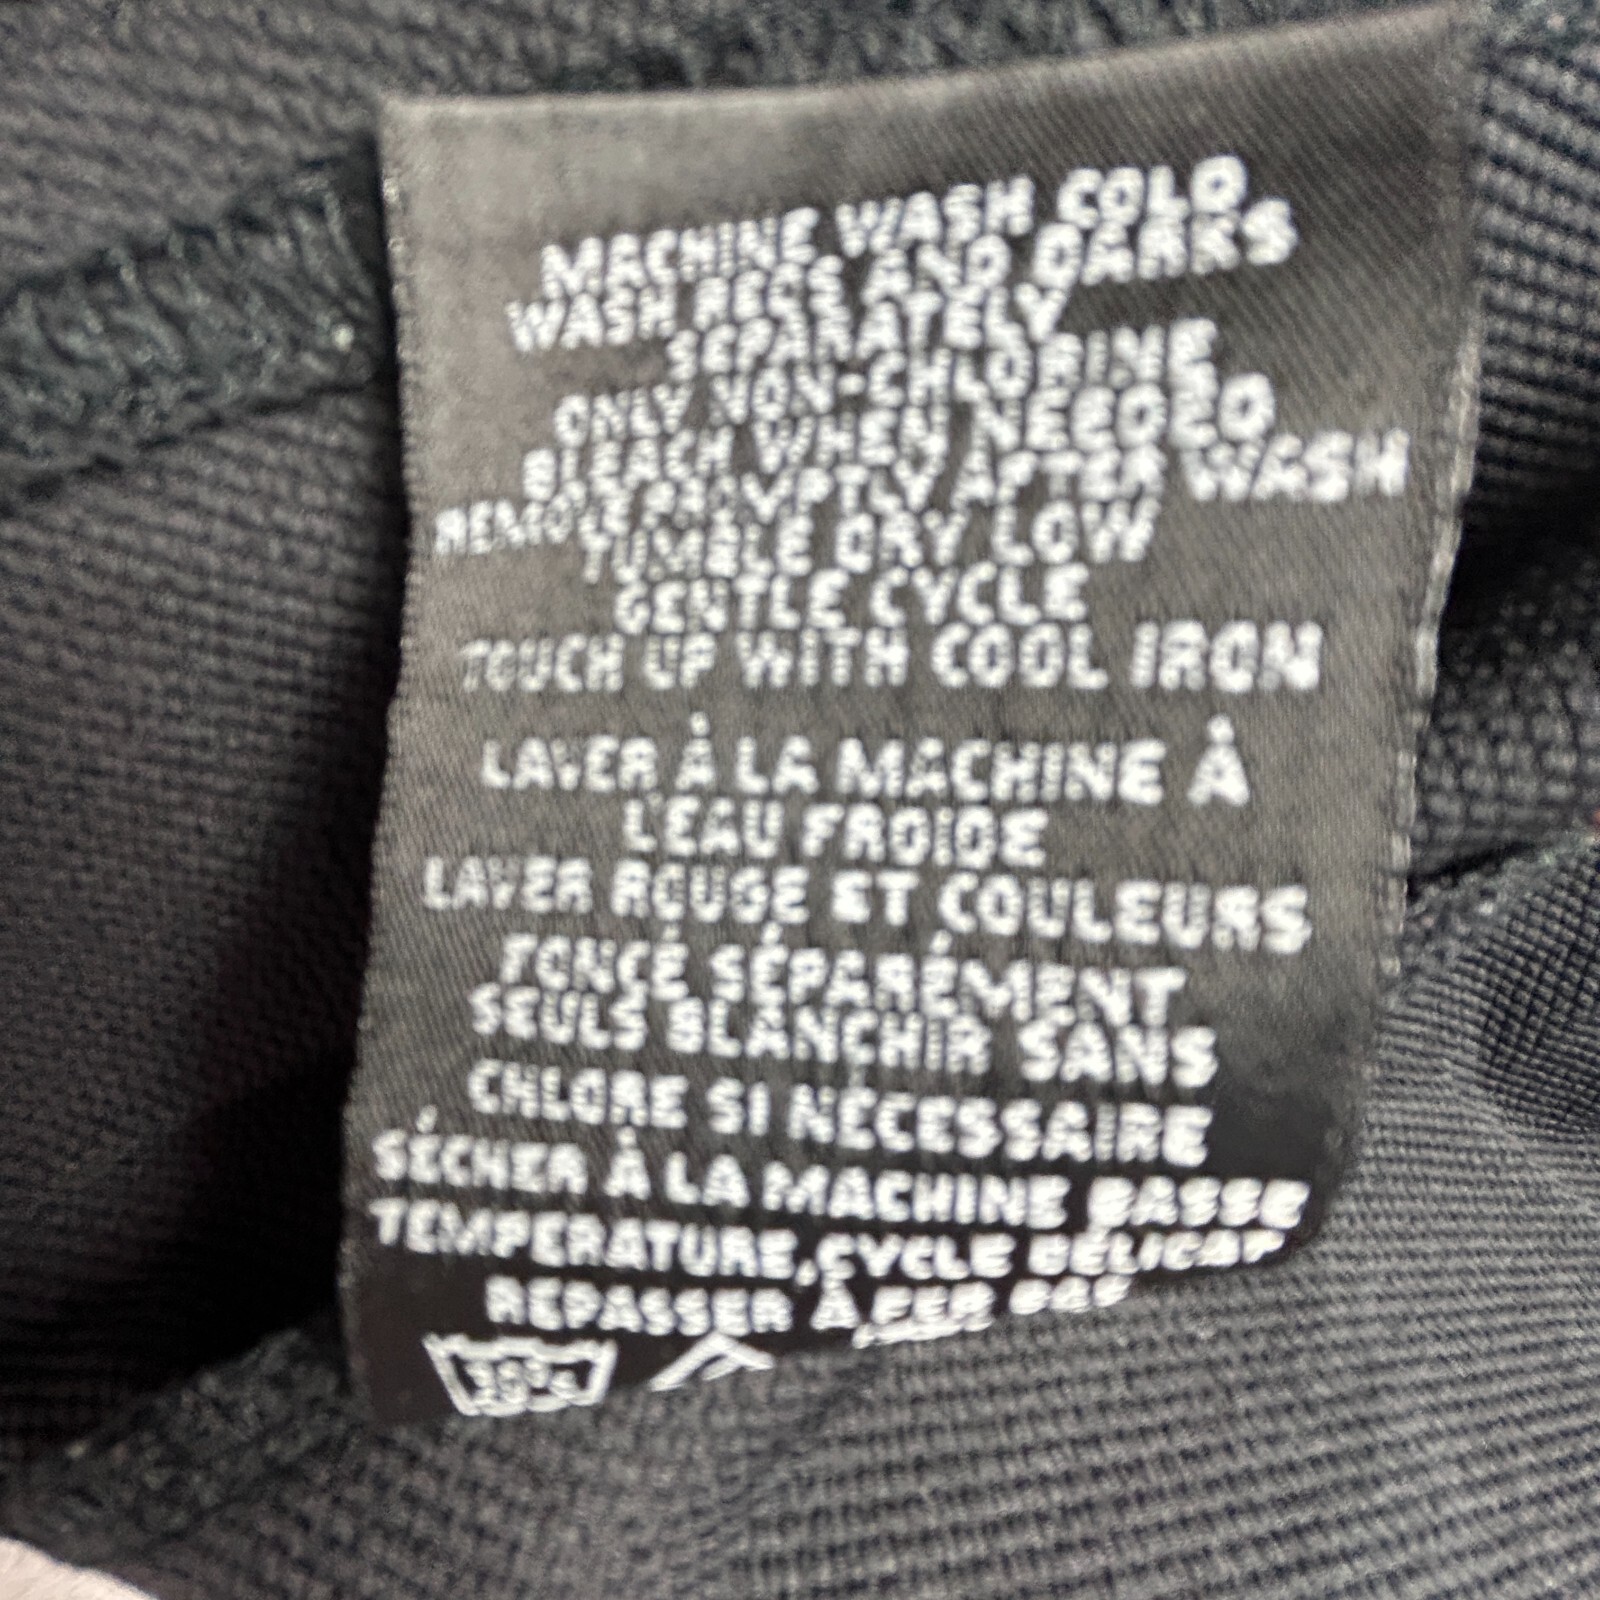 MACHINE WASH COLD
WASH REDS AND DARKS
SEPARATELY
ONLY NON-CHLORINE
BLEACH WHEN NEEDED
REMOVE PROMPTLY AFTER WASH
TUMBLE DRY LOW
GENTLE CYCLE
TOUCH UP WITH COOL IRON
LAVER À LA MACHINE À
L'EAU FROIDE
LAVER ROUGE ET COULEURS
FONCÉ SÉPARÉMENT
SEULS BLANCHIR SANS
CHLORE SI NÉCESSAIRE
SÉCHER À LA MACHINE BASSE
TEMPERATURE, CYCLE DÉLICAT
REPASSER À FER